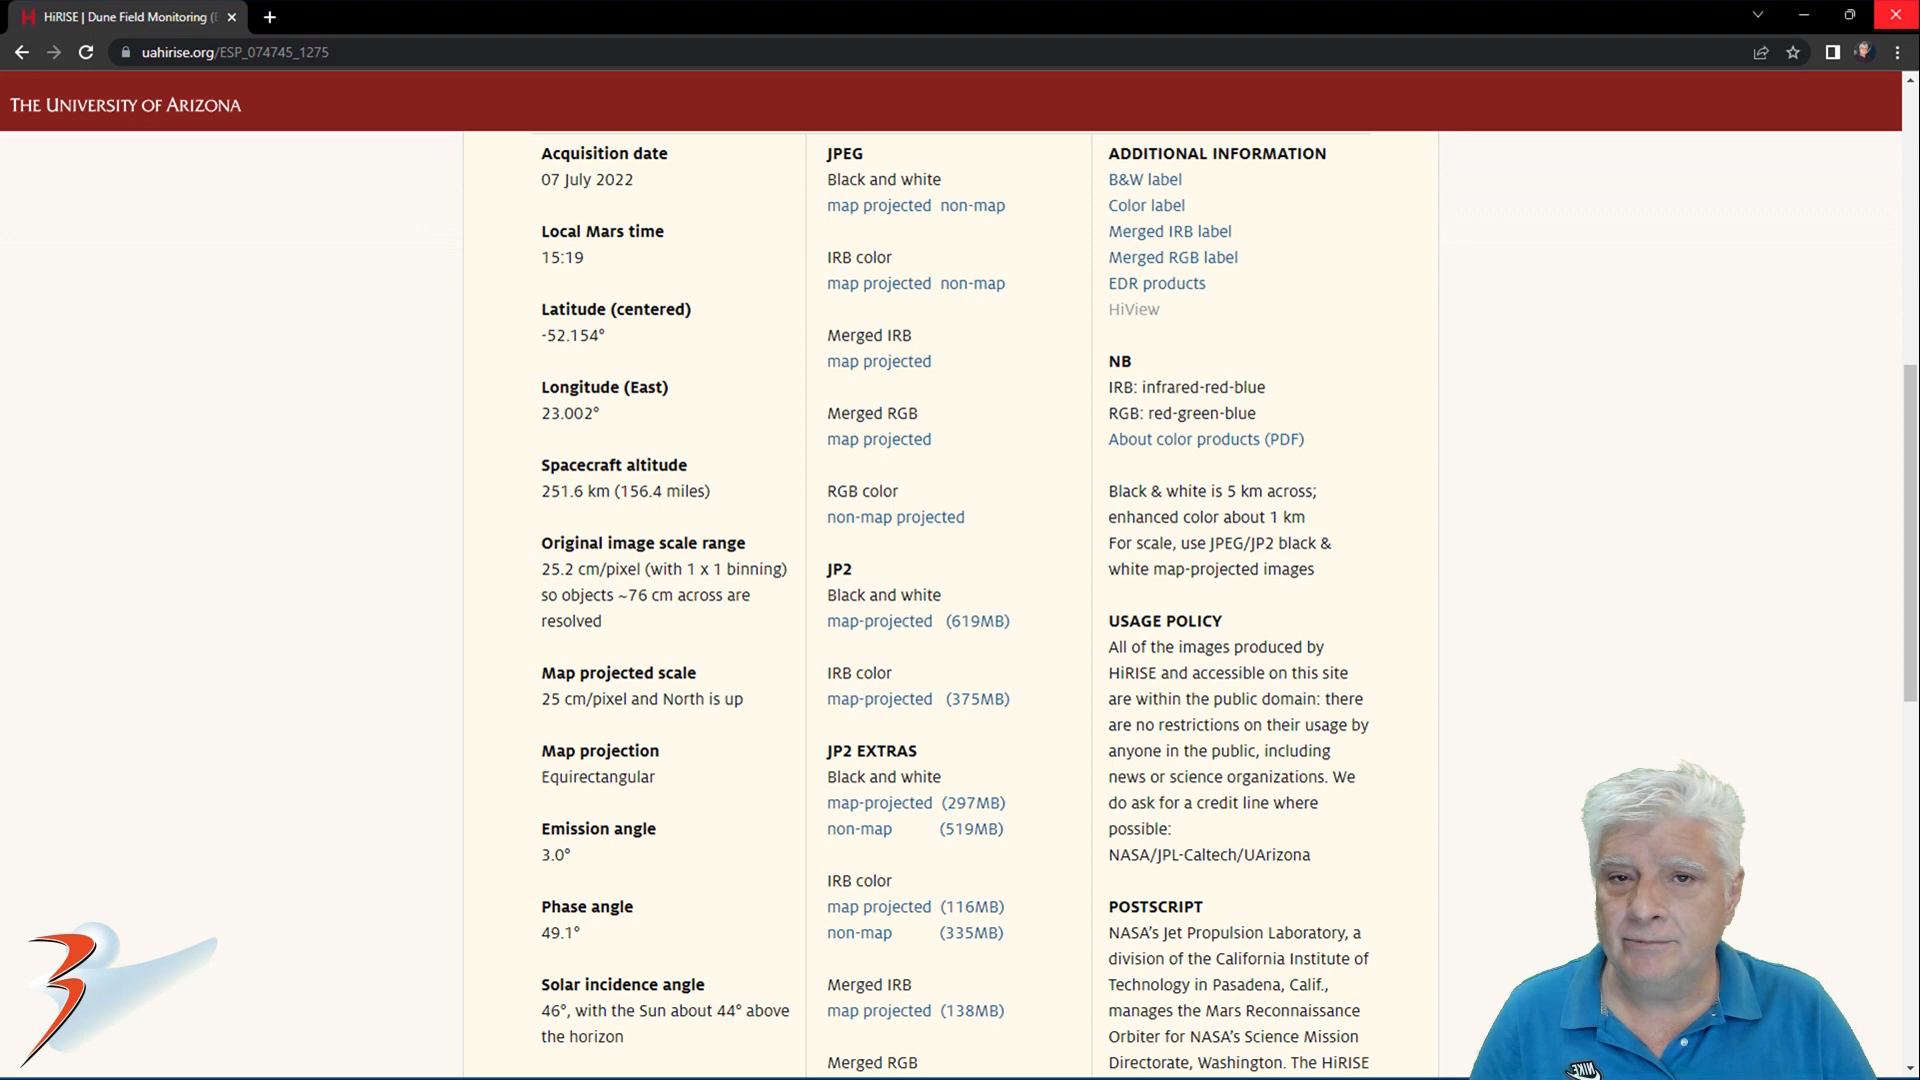 HiRISE | Dune Field Monitoring (
uahirise.org/ESP_074745_1275
THE UNIVERSITY OF ARIZONA
Acquisition date
07 July 2022
Local Mars time
15:19
Latitude (centered)
-52.154°
Longitude (East)
23.002°
Spacecraft altitude
251.6 km (156.4 miles)
Original image scale range
25.2 cm/pixel (with 1 x 1 binning)
so objects ~76 cm across are
resolved
Map projected scale
25 cm/pixel and North is up
Map projection
Equirectangular
Emission angle
3.0°
Phase angle
49.1°
Solar incidence angle
46°, with the Sun about 44° above
the horizon
JPEG
Black and white
map projected non-map
IRB color
map projected non-map
Merged IRB
map projected
Merged RGB
map projected
RGB color
non-map projected
JP2
Black and white
map-projected (619MB)
IRB color
map-projected (375MB)
JP2 EXTRAS
Black and white
map-projected (297MB)
non-map (519MB)
IRB color
map projected (116MB)
non-map (335MB)
Merged IRB
map projected (138MB)
Merged RGB
ADDITIONAL INFORMATION
B&W label
Color label
Merged IRB label
Merged RGB label
EDR products
HiView
NB
IRB: infrared-red-blue
RGB: red-green-blue
About color products (PDF)
Black & white is 5 km across;
enhanced color about 1 km
For scale, use JPEG/JP2 black &
white map-projected images
USAGE POLICY
All of the images produced by
HiRISE and accessible on this site
are within the public domain: there
are no restrictions on their usage by
anyone in the public, including
news or science organizations. We
do ask for a credit line where
possible:
NASA/JPL-Caltech/UArizona
POSTSCRIPT
NASA's Jet Propulsion Laboratory, a
division of the California Institute of
Technology in Pasadena, Calif.,
manages the Mars Reconnaissance
Orbiter for NASA's Science Mission
Directorate, Washington. The HiRISE
NIKE